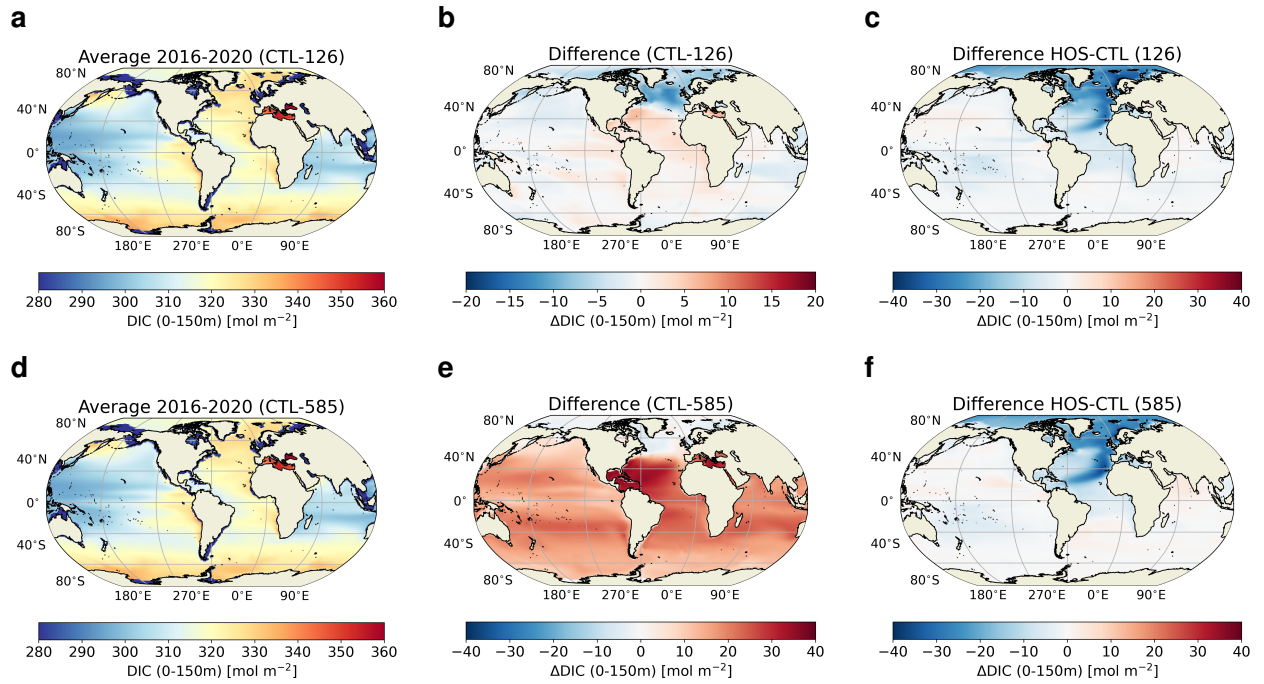 a
b
c
Average 2016-2020 (CTL-126)
Difference (CTL-126)
Difference HOS-CTL (126)
80°N
40°N
0°
40°S
80°S
180°E 270°E 0°E 90°E
80°N
40°N
0°
40°S
80°S
180°E 270°E 0°E 90°E
80°N
40°N
0°
40°S
80°S
180°E 270°E 0°E 90°E
280 290 300 310 320 330 340 350 360
DIC (0-150m) [mol m⁻²]
−20 −15 −10 −5 0 5 10 15 20
ΔDIC (0-150m) [mol m⁻²]
−40 −30 −20 −10 0 10 20 30 40
ΔDIC (0-150m) [mol m⁻²]
d
e
f
Average 2016-2020 (CTL-585)
Difference (CTL-585)
Difference HOS-CTL (585)
80°N
40°N
0°
40°S
80°S
180°E 270°E 0°E 90°E
80°N
40°N
0°
40°S
80°S
180°E 270°E 0°E 90°E
80°N
40°N
0°
40°S
80°S
180°E 270°E 0°E 90°E
280 290 300 310 320 330 340 350 360
DIC (0-150m) [mol m⁻²]
−40 −30 −20 −10 0 10 20 30 40
ΔDIC (0-150m) [mol m⁻²]
−40 −30 −20 −10 0 10 20 30 40
ΔDIC (0-150m) [mol m⁻²]